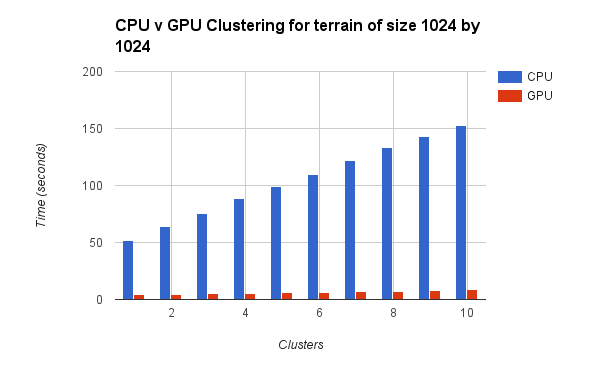 CPU v GPU Clustering for terrain of size 1024 by
1024
200
150
100
50
0
Time (seconds)
2
4
6
8
10
Clusters
CPU
GPU